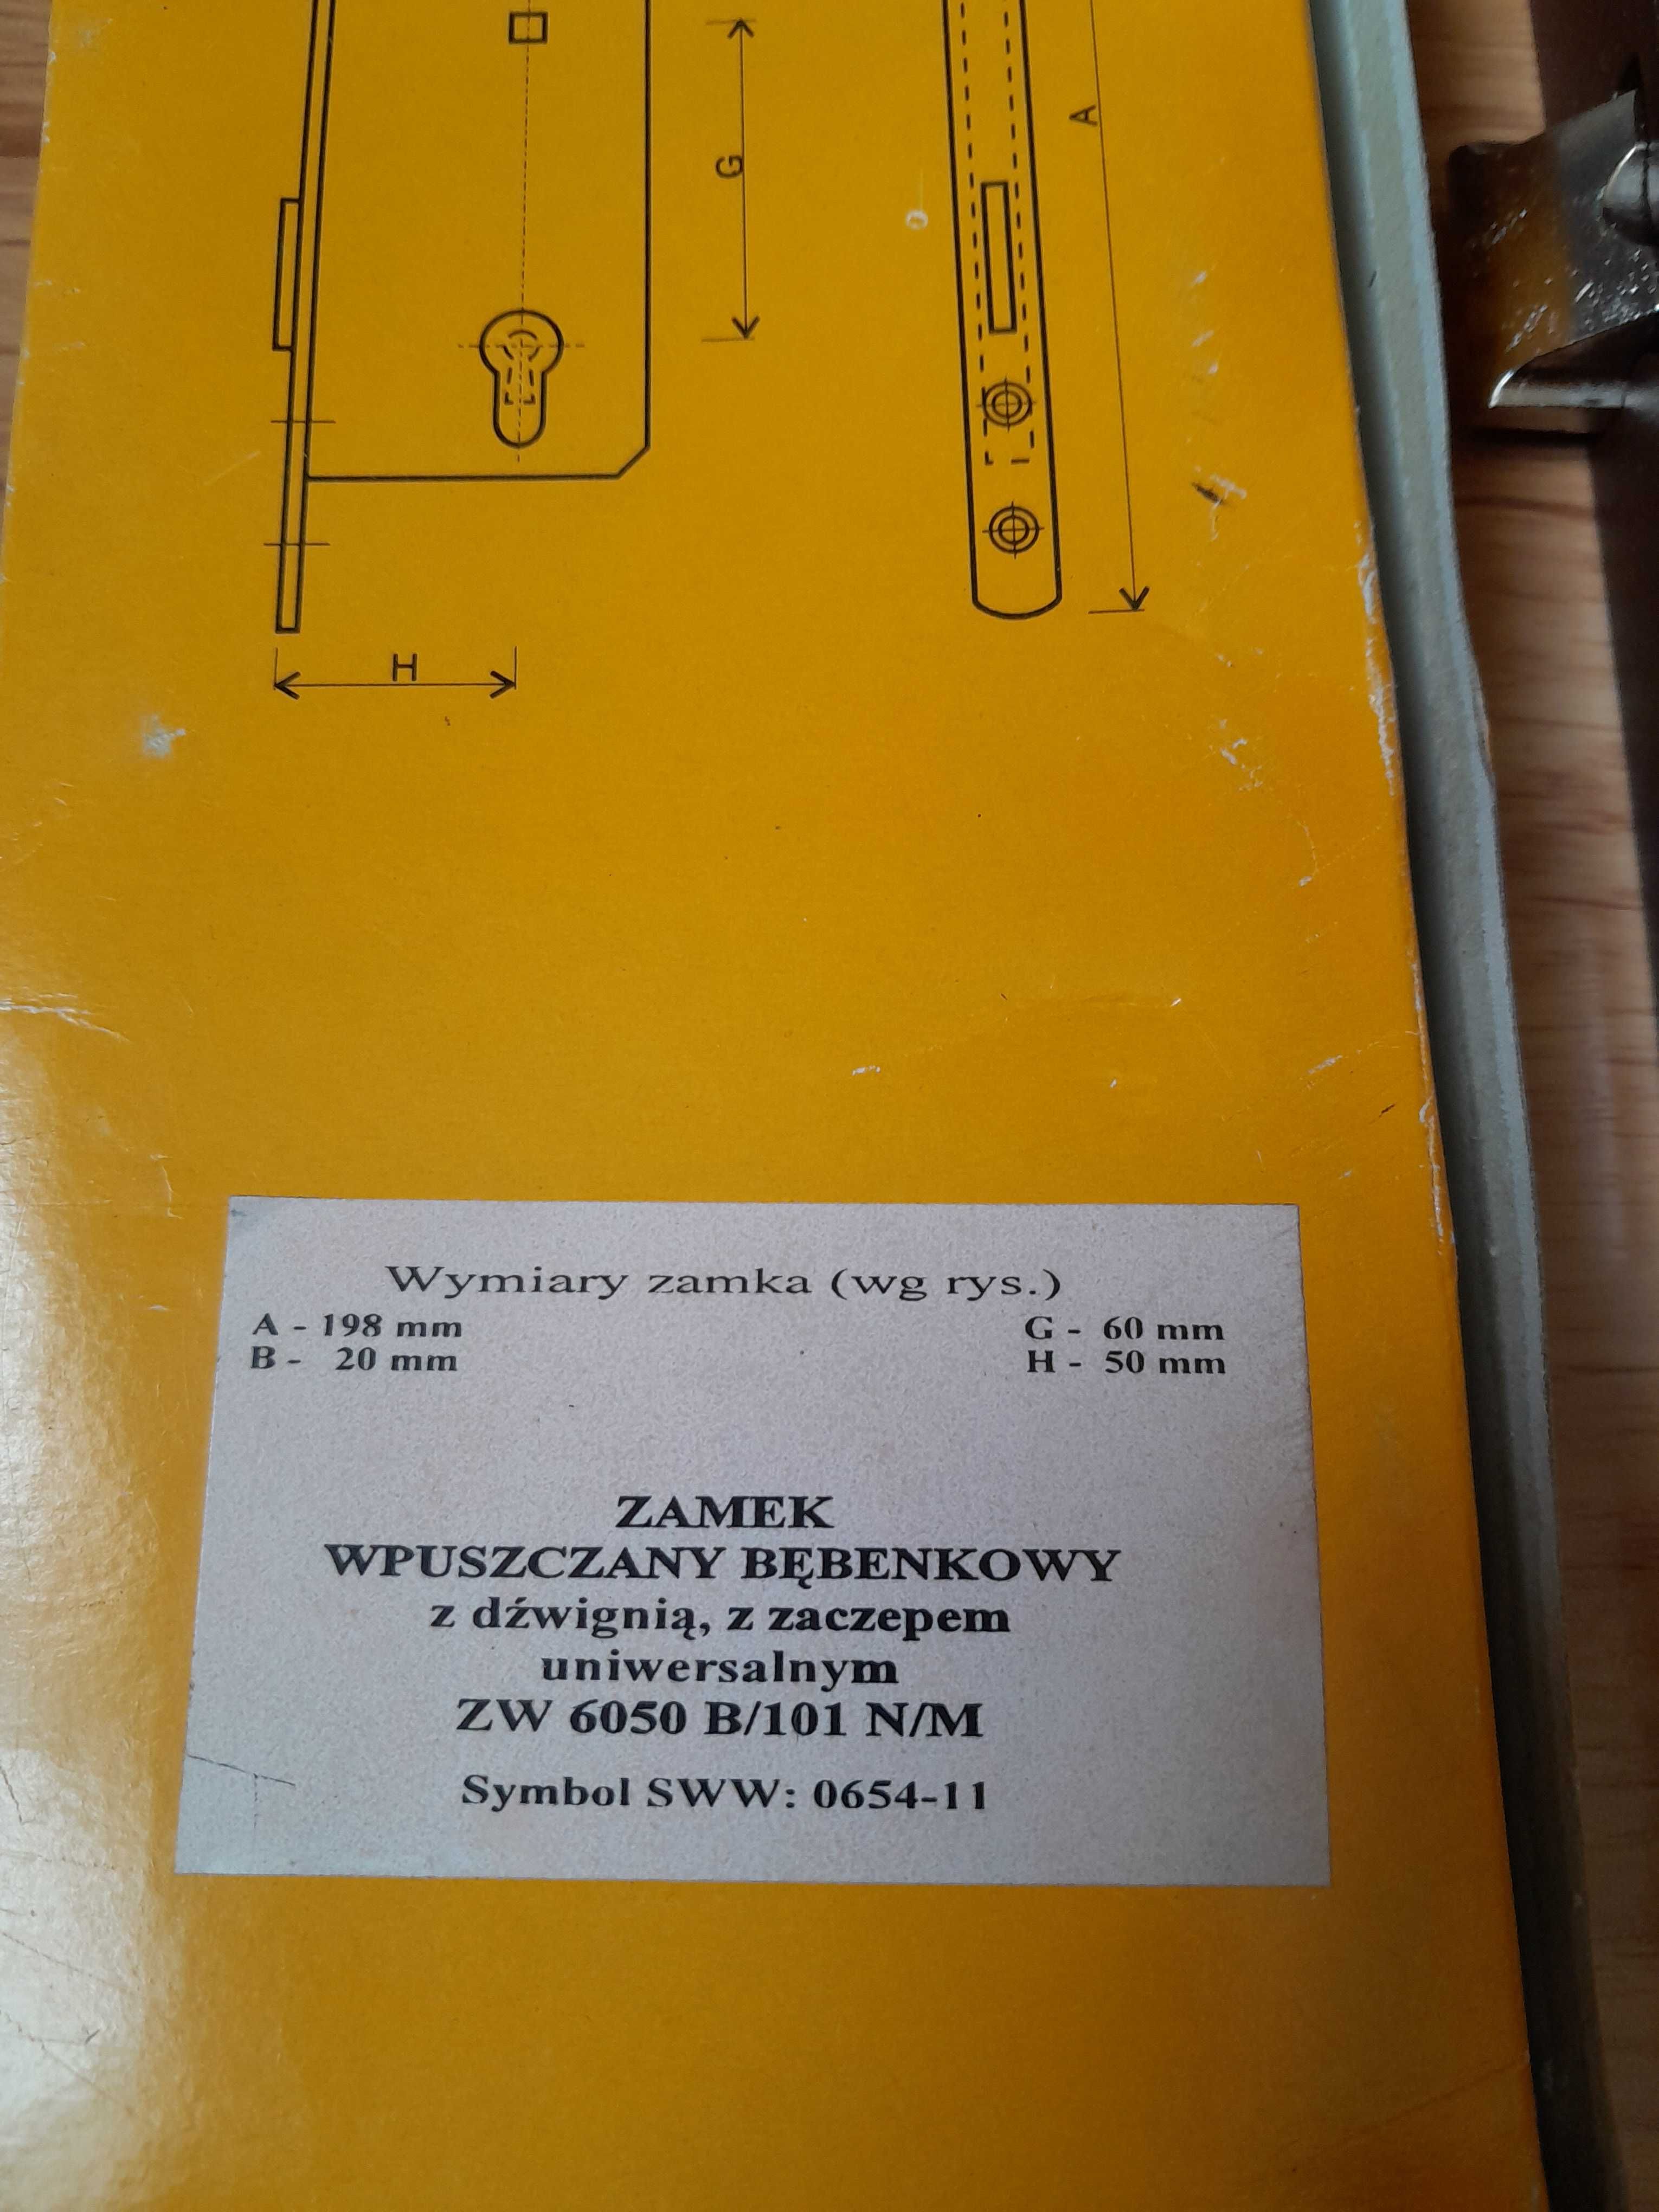 G
A
H
Wymiary zamka (wg rys.)
A - 198 mm G - 60 mm
B - 20 mm H - 50 mm
ZAMEK
WPUSZCZANY BĘBENKOWY
z dźwignią, z zaczepem
uniwersalnym
ZW 6050 B/101 N/M
Symbol SWW: 0654-11